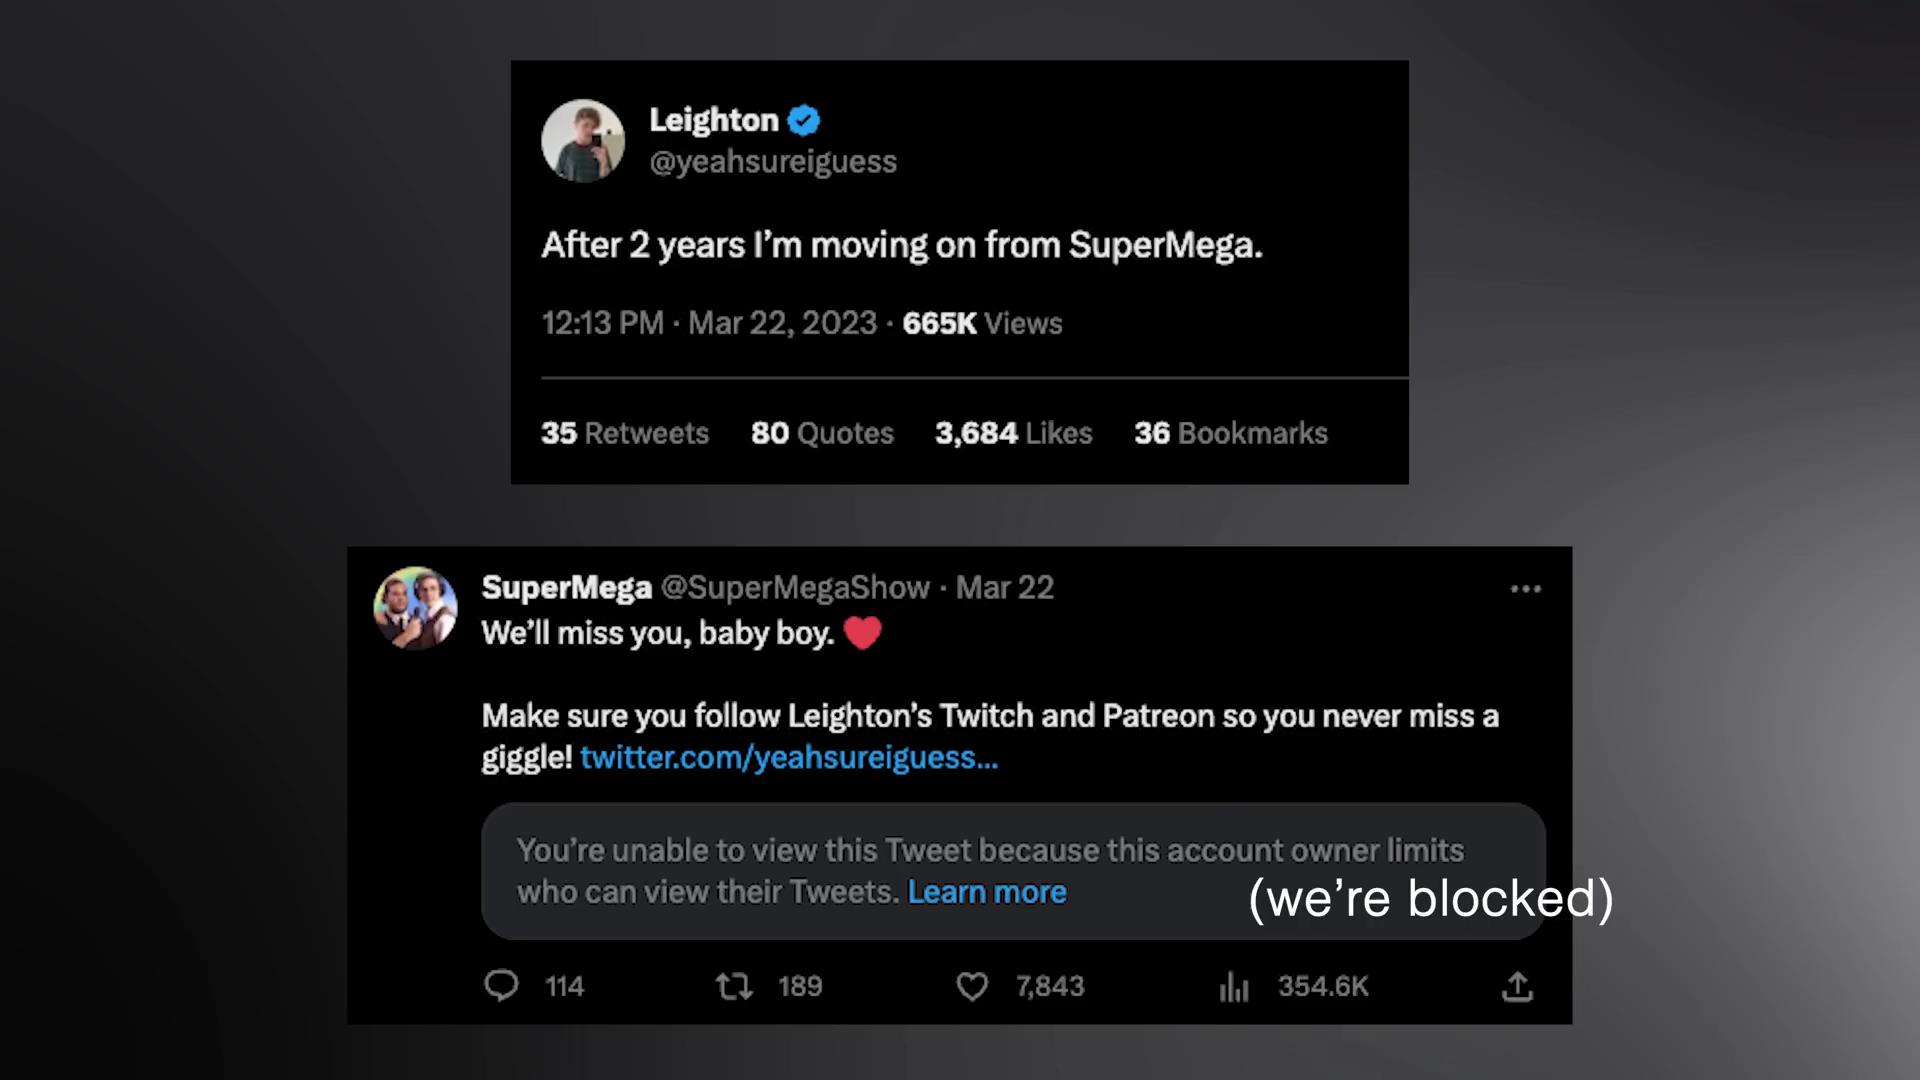 Leighton
@yeahsureiguess
After 2 years I’m moving on from SuperMega.
12:13 PM · Mar 22, 2023 · 665K Views
35 Retweets 80 Quotes 3,684 Likes 36 Bookmarks
SuperMega @SuperMegaShow · Mar 22
We’ll miss you, baby boy. ❤️
Make sure you follow Leighton’s Twitch and Patreon so you never miss a
giggle! twitter.com/yeahsureiguess...
You’re unable to view this Tweet because this account owner limits
who can view their Tweets. Learn more
(we’re blocked)
114 189 7,843 354.6K